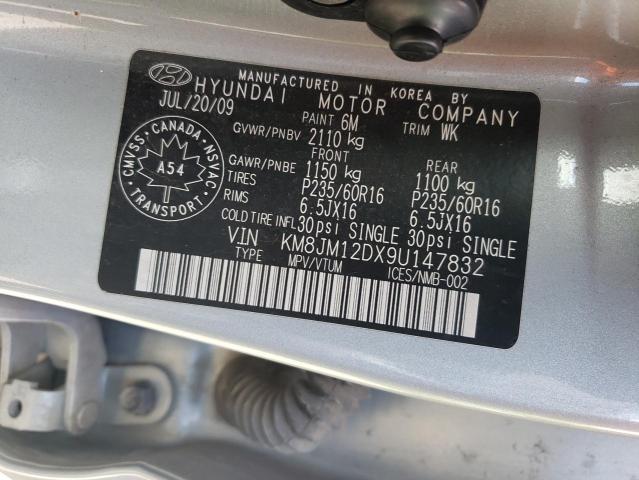 MANUFACTURED IN KOREA BY
HYUNDAI MOTOR COMPANY
JUL/20/09 PAINT 6M TRIM WK
GVWR/PNBV 2110 kg
FRONT REAR
GAWR/PNBE 1150 kg 1100 kg
TIRES P235/60R16 P235/60R16
RIMS 6.5JX16 6.5JX16
COLD TIRE INFL 30psi SINGLE 30psi SINGLE
VIN KM8JM12DX9U147832
TYPE MPV/VTUM ICES/NMB-002
CMVSS - CANADA - NSVAC
A54
TRANSPORT